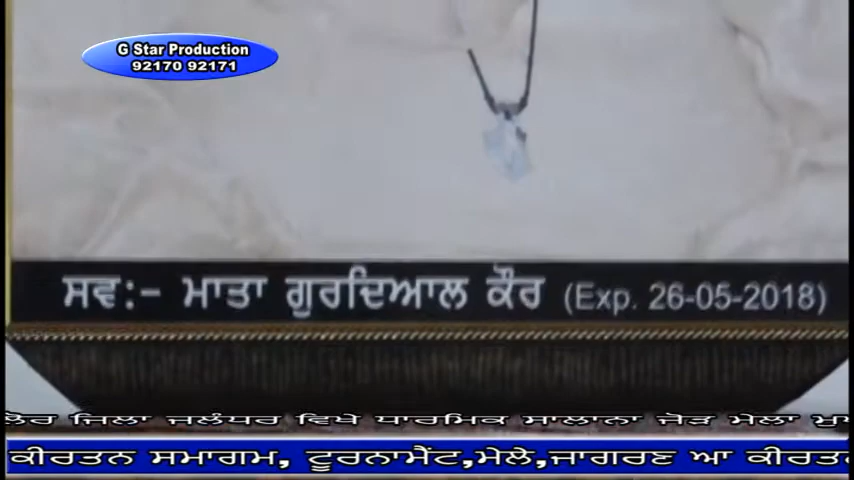 G Star Production
92170 92171
ਸਵ:- ਮਾਤਾ ਗੁਰਦਿਆਲ ਕੌਰ (Exp. 26-05-2018)
ਜਿਲਾ ਜਲੰਧਰ ਵਿਖੇ ਧਾਰਮਿਕ ਸਾਲਾਨਾ ਜੋੜ ਮੇਲਾ
ਕੀਰਤਨ ਸਮਾਗਮ, ਟੂਰਨਾਮੈਂਟ,ਮੇਲੇ,ਜਾਗਰਣ ਆ ਕੀਰਤਨ